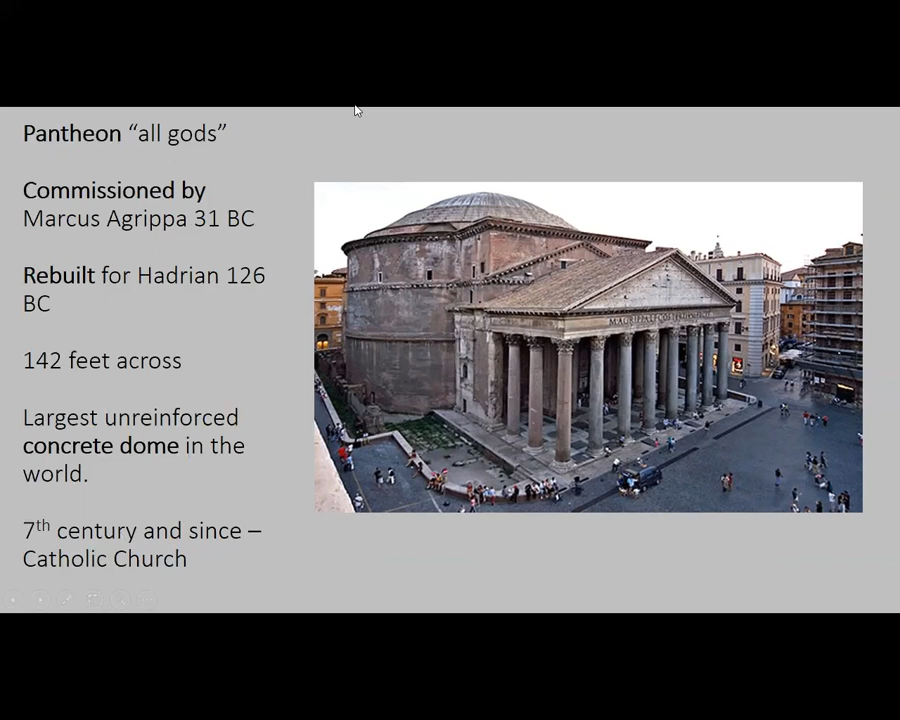 Pantheon “all gods”
Commissioned by
Marcus Agrippa 31 BC
Rebuilt for Hadrian 126
BC
142 feet across
Largest unreinforced
concrete dome in the
world.
7th century and since –
Catholic Church